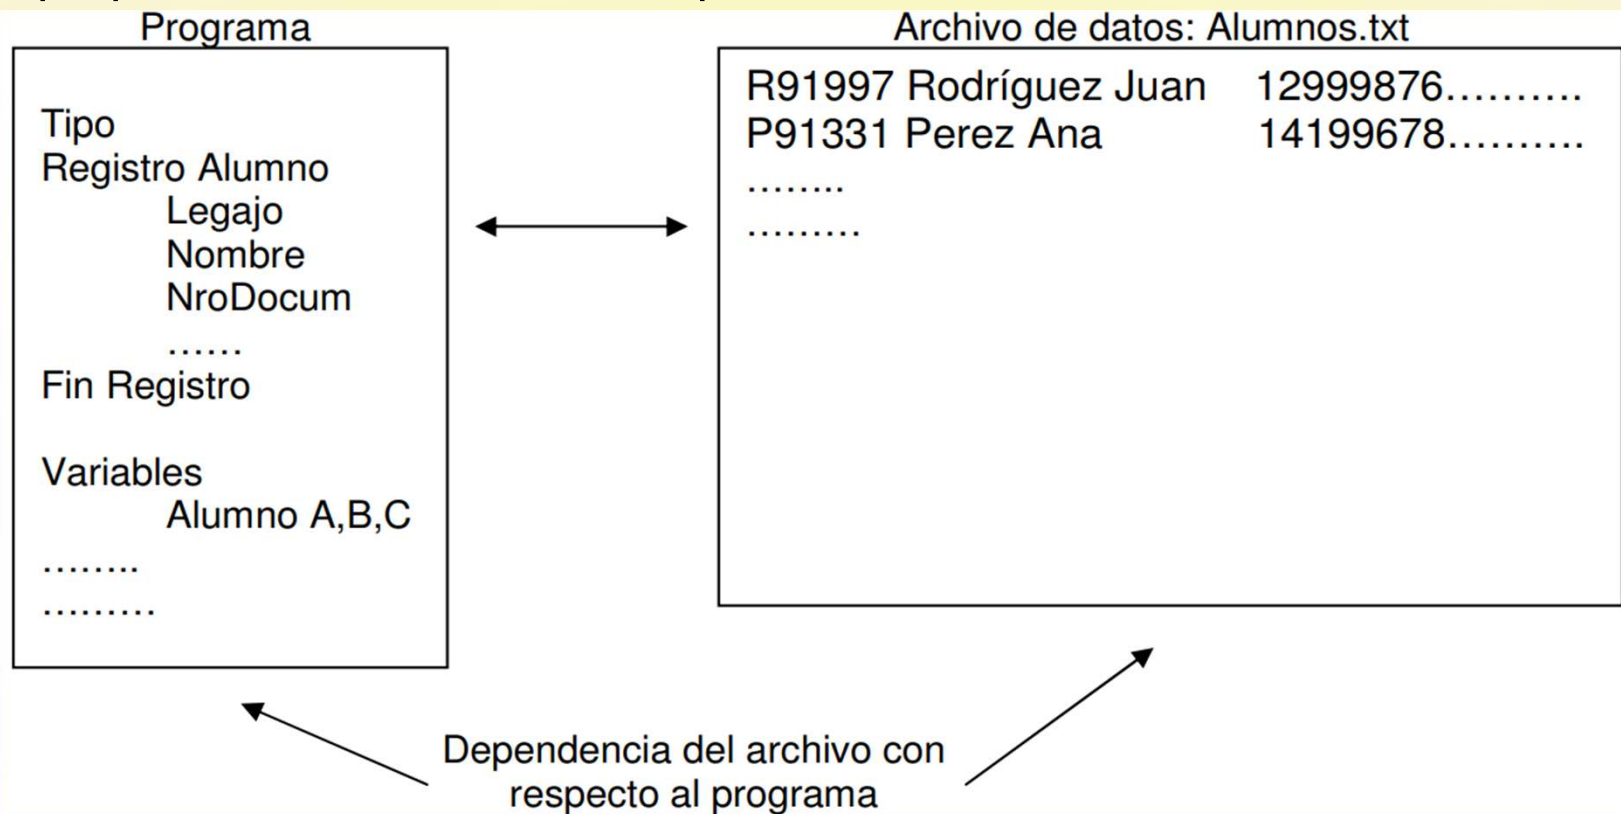 Programa
Tipo
Registro Alumno
Legajo
Nombre
NroDocum
......
Fin Registro
Variables
Alumno A,B,C
........
.........
Archivo de datos: Alumnos.txt
R91997 Rodríguez Juan 12999876..........
P91331 Perez Ana 14199678..........
........
.........
Dependencia del archivo con
respecto al programa